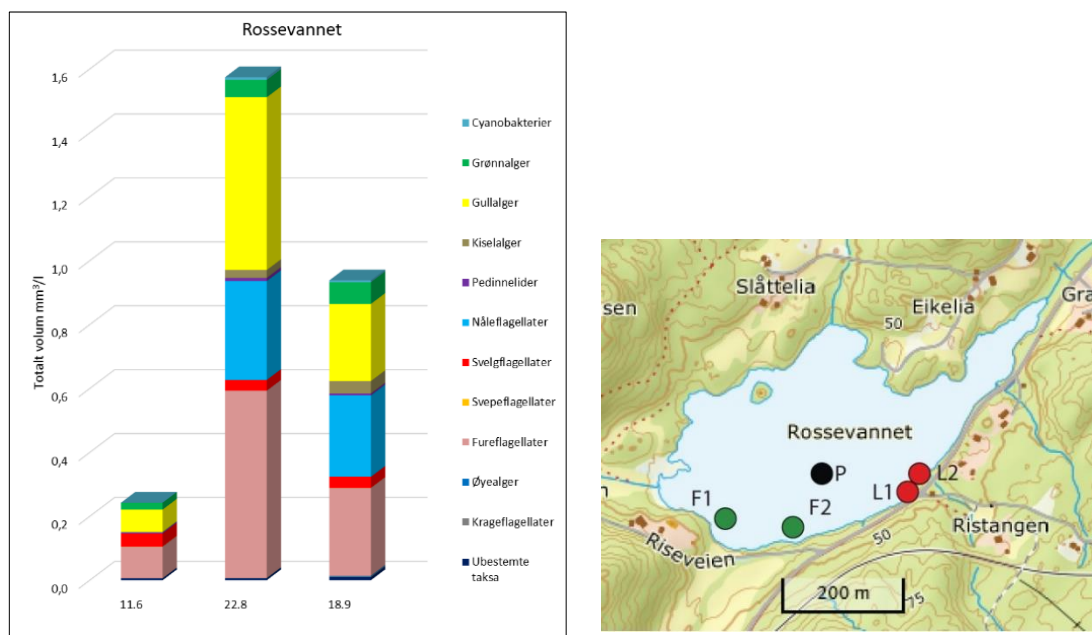 Rossevannet
Totalt volum mm³/l
1,6
1,4
1,2
1,0
0,8
0,6
0,4
0,2
0,0
11.6
22.8
18.9
Cyanobakterier
Grønnalger
Gullalger
Kiselalger
Pedinnelider
Nåleflagellater
Svelgflagellater
Svepeflagellater
Fureflagellater
Øyealger
Krageflagellater
Ubestemte
taksa
Slåttelia
sen
Eikelia
Gra
50
Rossevannet
P
L2
L1
F1
F2
n
Riseveien
50
Ristangen
200 m
75